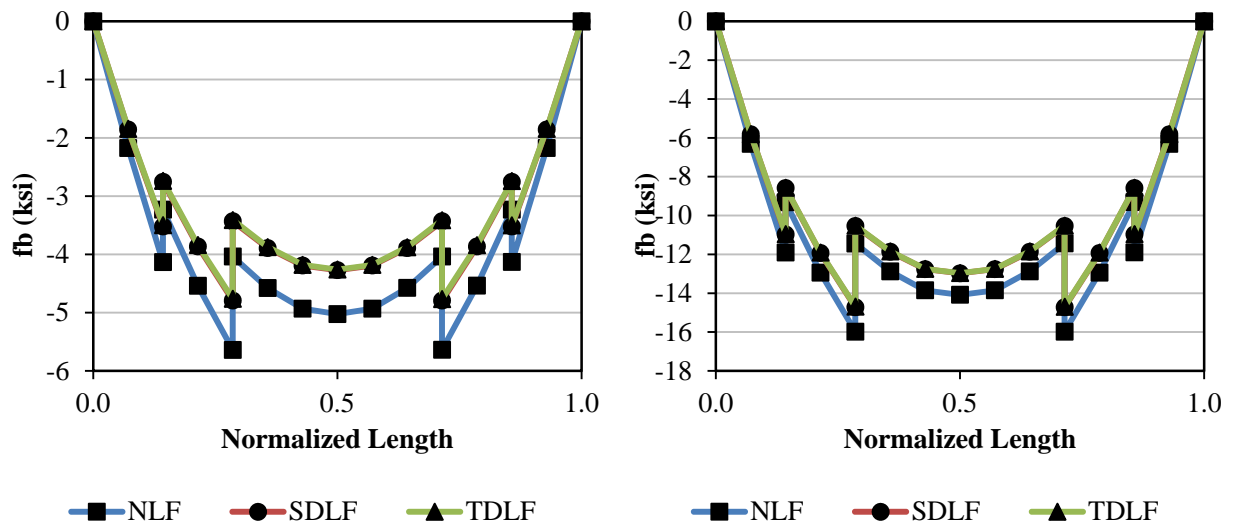 0
-1
-2
-3
-4
-5
-6
fb (ksi)
0.0
0.5
1.0
Normalized Length
NLF
SDLF
TDLF
0
-2
-4
-6
-8
-10
-12
-14
-16
-18
fb (ksi)
0.0
0.5
1.0
Normalized Length
NLF
SDLF
TDLF